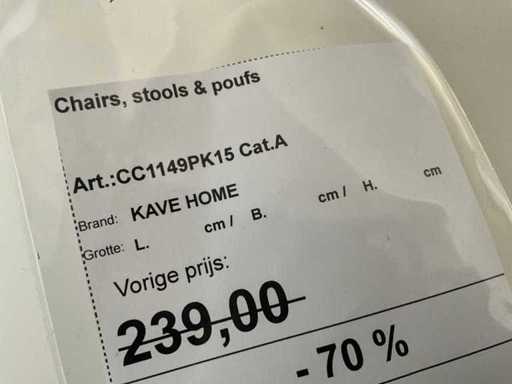 Chairs, stools & poufs
Art.:CC1149PK15 Cat.A
Brand: KAVE HOME
Grotte: L. cm / B. cm / H. cm
Vorige prijs:
239,00
- 70 %